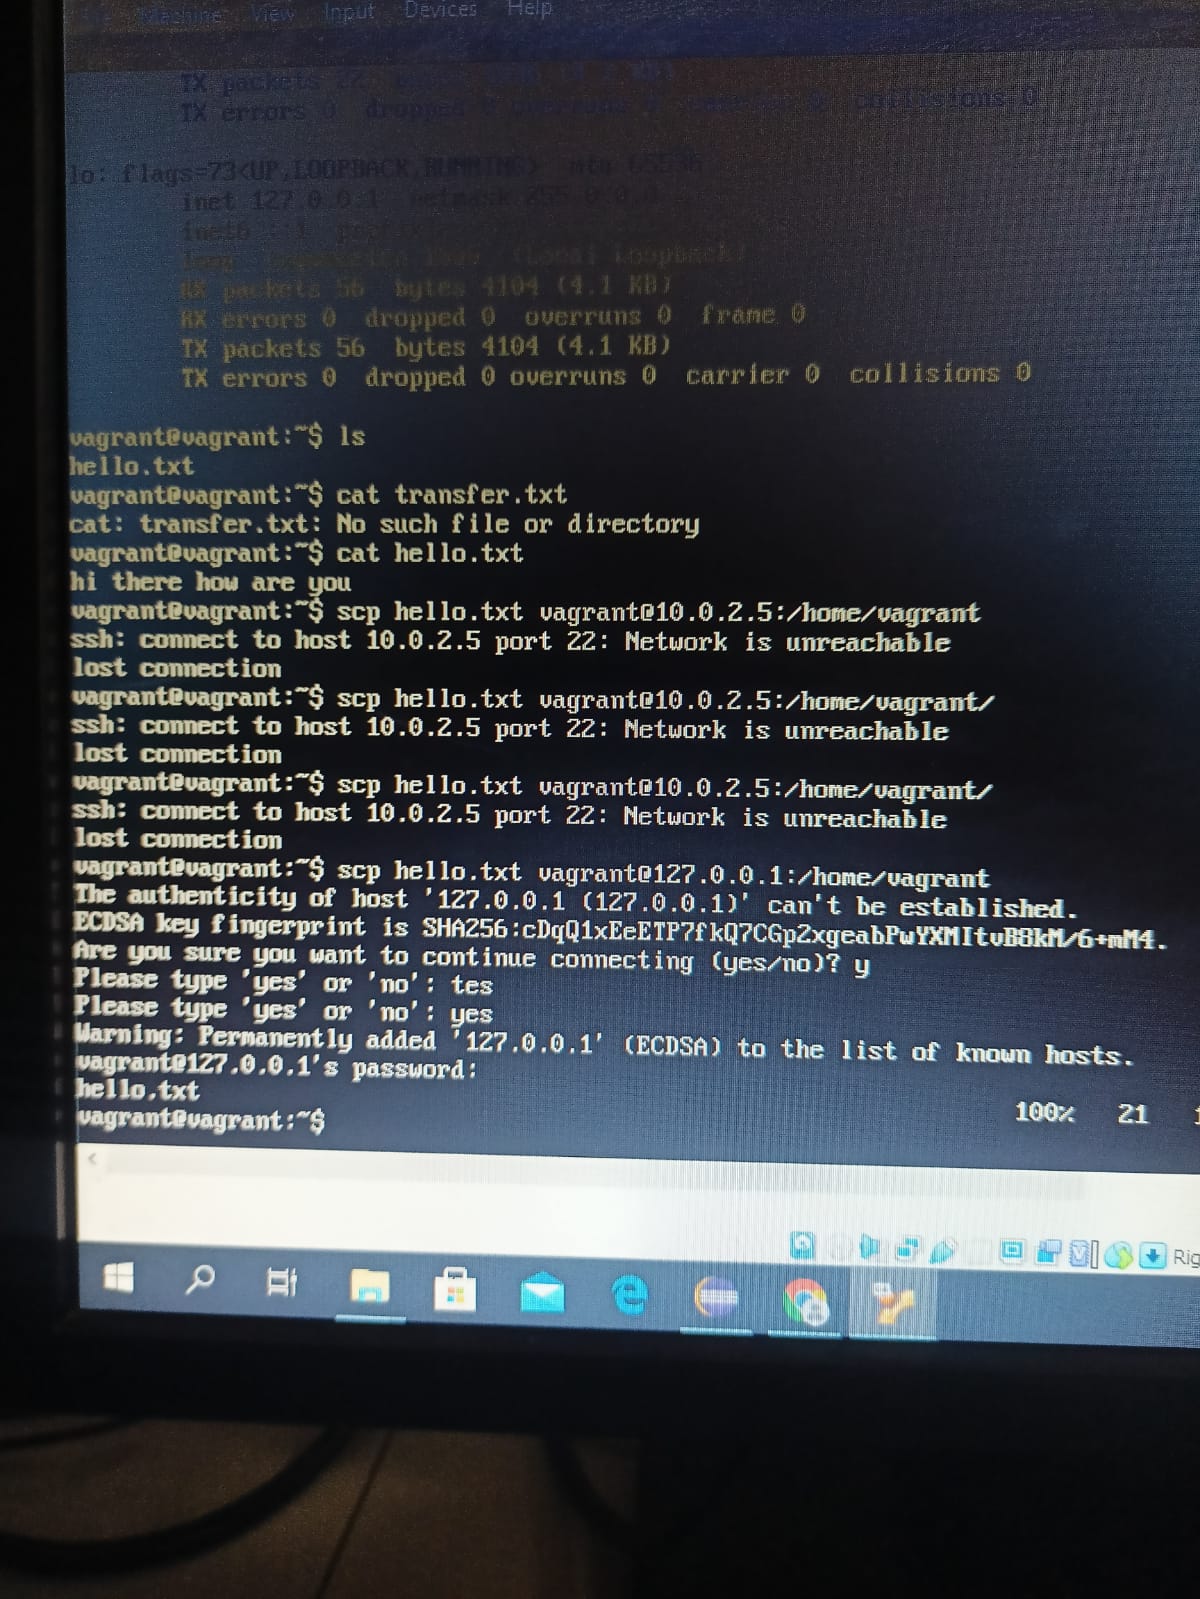 Machine View Input Devices Help
TX packets
TX errors 0 dropped 0 overruns 0 collisions 0
lo: flags=73<UP,LOOPBACK,RUNNING> mtu 65536
inet 127.0.0.1 netmask 255.0.0.0
inet6 ::1
loop (Local Loopback)
RX packets 56 bytes 4104 (4.1 KB)
RX errors 0 dropped 0 overruns 0 frame 0
TX packets 56 bytes 4104 (4.1 KB)
TX errors 0 dropped 0 overruns 0 carrier 0 collisions 0
vagrant@vagrant:~$ ls
hello.txt
vagrant@vagrant:~$ cat transfer.txt
cat: transfer.txt: No such file or directory
vagrant@vagrant:~$ cat hello.txt
hi there how are you
vagrant@vagrant:~$ scp hello.txt vagrant@10.0.2.5:/home/vagrant
ssh: connect to host 10.0.2.5 port 22: Network is unreachable
lost connection
vagrant@vagrant:~$ scp hello.txt vagrant@10.0.2.5:/home/vagrant/
ssh: connect to host 10.0.2.5 port 22: Network is unreachable
lost connection
vagrant@vagrant:~$ scp hello.txt vagrant@10.0.2.5:/home/vagrant/
ssh: connect to host 10.0.2.5 port 22: Network is unreachable
lost connection
vagrant@vagrant:~$ scp hello.txt vagrant@127.0.0.1:/home/vagrant
The authenticity of host '127.0.0.1 (127.0.0.1)' can't be established.
ECDSA key fingerprint is SHA256:cDqQ1xEeETP7fkQ7CGp2xgeabPwYXMItvB8kM/6+mM4.
Are you sure you want to continue connecting (yes/no)? y
Please type 'yes' or 'no': tes
Please type 'yes' or 'no': yes
Warning: Permanently added '127.0.0.1' (ECDSA) to the list of known hosts.
vagrant@127.0.0.1's password:
hello.txt 100% 21
vagrant@vagrant:~$
Rig